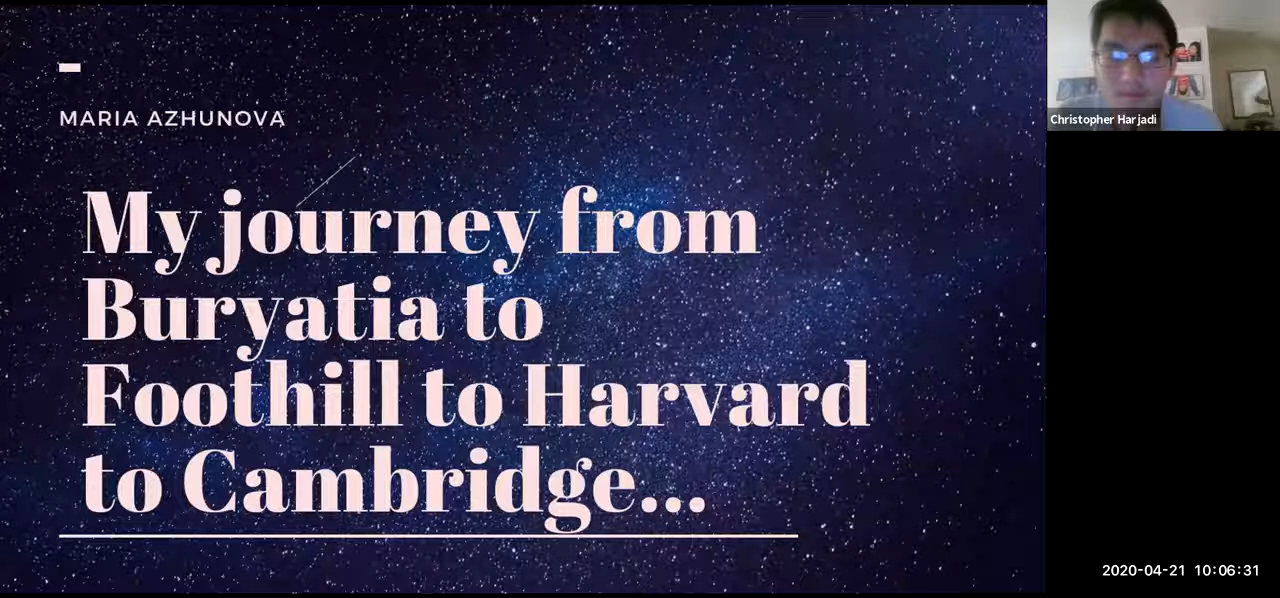 MARIA AZHUNOVA
My journey from
Buryatia to
Foothill to Harvard
to Cambridge...
Christopher Harjadi
2020-04-21 10:06:31